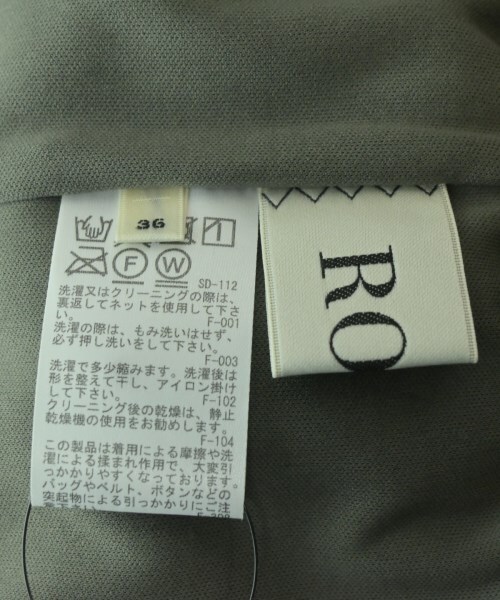 36
F
W
SD-112
洗濯又はクリーニングの際は、
裏返してネットを使用して下さ
い。
F-001
洗濯の際は、もみ洗いはせず、
必ず押し洗いをして下さい。
F-003
洗濯で多少縮みます。洗濯後は
形を整えて干し、アイロン掛け
して下さい。
F-102
クリーニング後の乾燥は、静止
乾燥機の使用をお勧めします。
F-104
この製品は着用による摩擦や洗
濯による揉まれ作用で、大変引
っかかりやすくなっております。
バッグやベルト、ボタンなどの
突起物による引っかかりにご注
意下さい。
RO